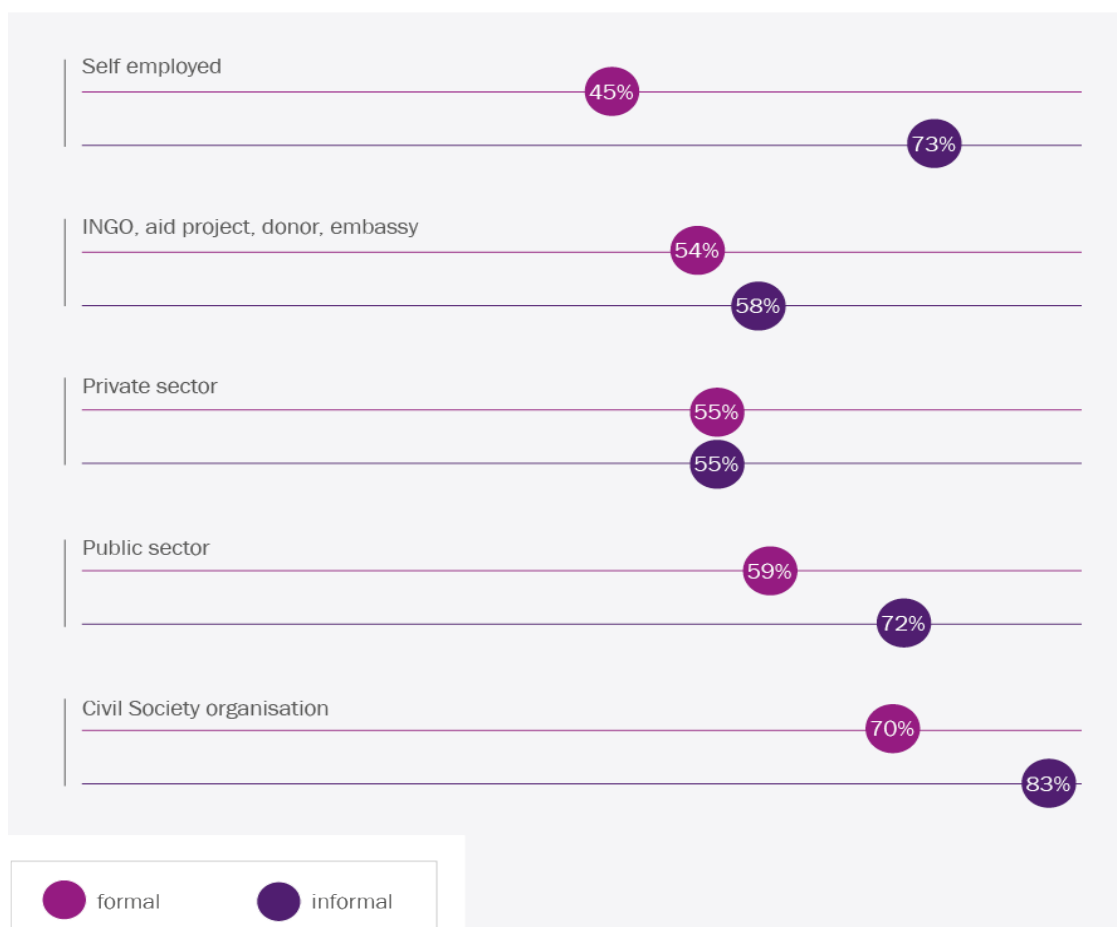 Self employed
45%
73%
INGO, aid project, donor, embassy
54%
58%
Private sector
55%
55%
Public sector
59%
72%
Civil Society organisation
70%
83%
formal
informal